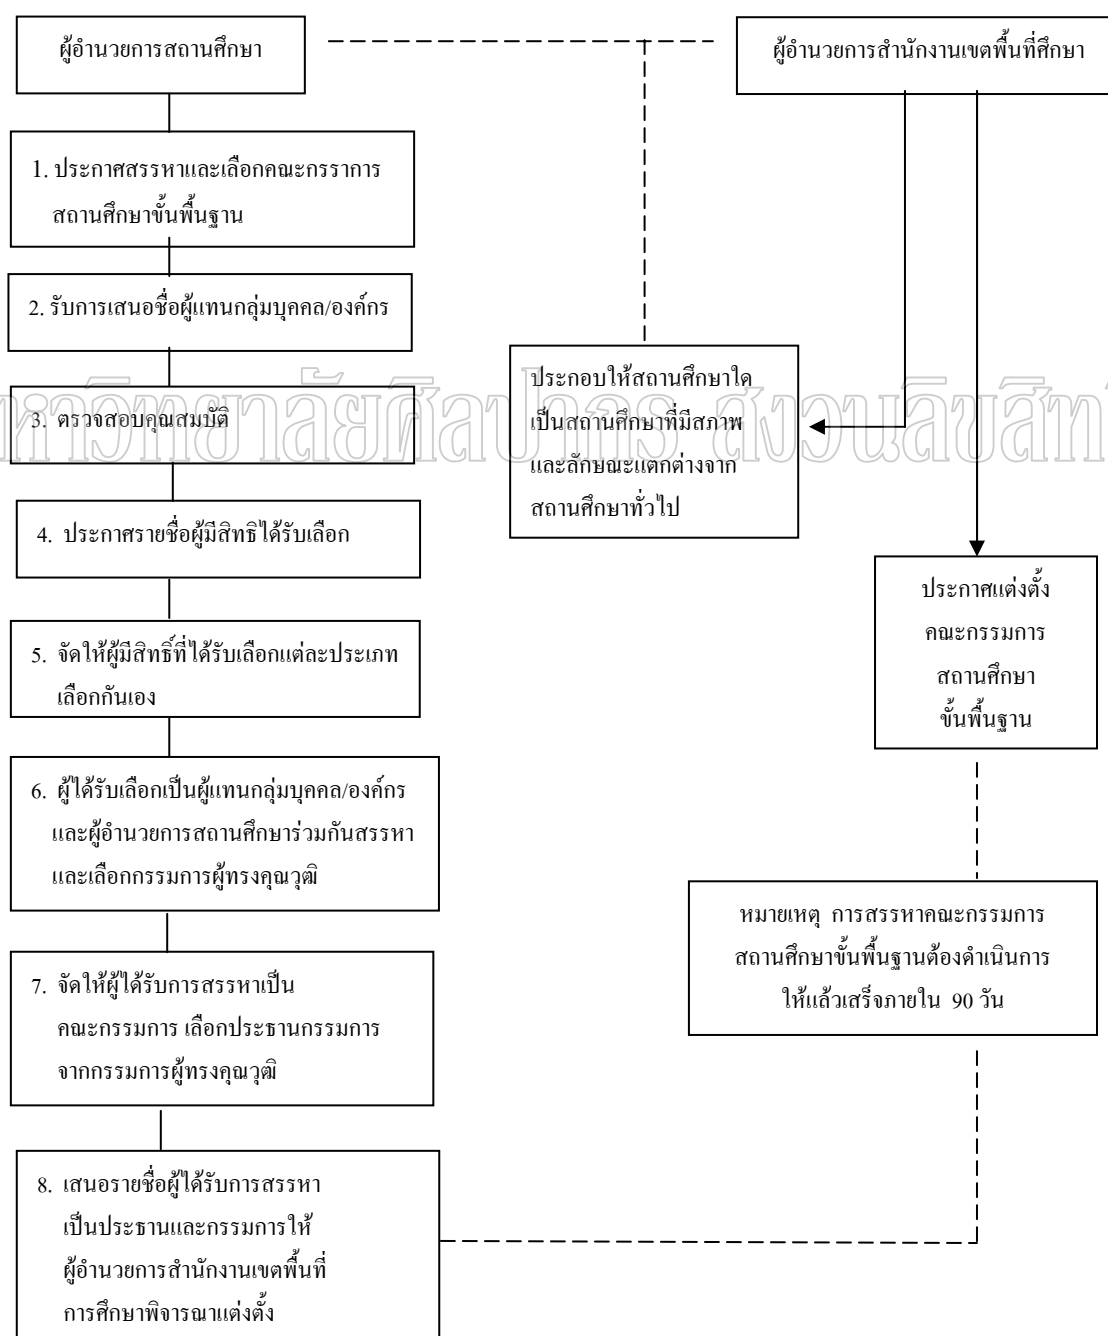 ผู้อำนวยการสถานศึกษา
ผู้อำนวยการสำนักงานเขตพื้นที่ศึกษา
1. ประกาศสรรหาและเลือกคณะกรราการ
สถานศึกษาขั้นพื้นฐาน
2. รับการเสนอชื่อผู้แทนกลุ่มบุคคล/องค์กร
3. ตรวจสอบคุณสมบัติ
4. ประกาศรายชื่อผู้มีสิทธิได้รับเลือก
5. จัดให้ผู้มีสิทธิ์ที่ได้รับเลือกแต่ละประเภท
เลือกกันเอง
6. ผู้ได้รับเลือกเป็นผู้แทนกลุ่มบุคคล/องค์กร
และผู้อำนวยการสถานศึกษาร่วมกันสรรหา
และเลือกกรรมการผู้ทรงคุณวุฒิ
7. จัดให้ผู้ได้รับการสรรหาเป็น
คณะกรรมการ เลือกประธานกรรมการ
จากกรรมการผู้ทรงคุณวุฒิ
8. เสนอรายชื่อผู้ได้รับการสรรหา
เป็นประธานและกรรมการให้
ผู้อำนวยการสำนักงานเขตพื้นที่
การศึกษาพิจารณาแต่งตั้ง
ประกอบให้สถานศึกษาใด
เป็นสถานศึกษาที่มีสภาพ
และลักษณะแตกต่างจาก
สถานศึกษาทั่วไป
ประกาศแต่งตั้ง
คณะกรรมการ
สถานศึกษา
ขั้นพื้นฐาน
หมายเหตุ การสรรหาคณะกรรมการ
สถานศึกษาขั้นพื้นฐานต้องดำเนินการ
ให้แล้วเสร็จภายใน 90 วัน